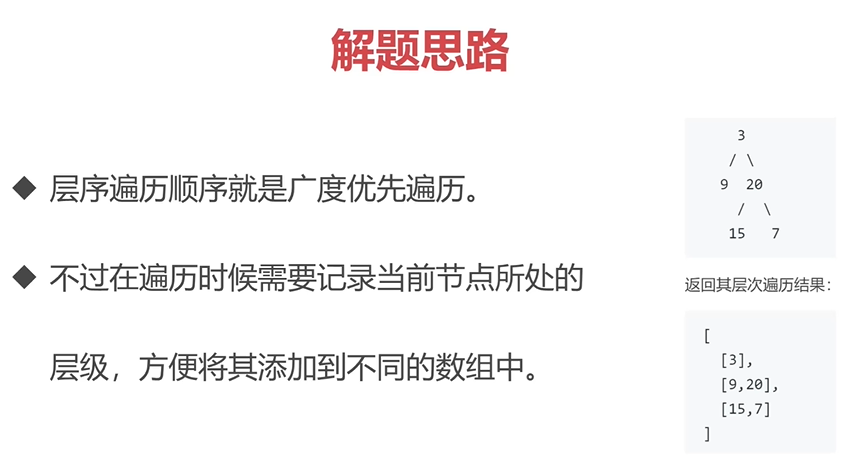 解题思路
◆ 层序遍历顺序就是广度优先遍历。
◆ 不过在遍历时候需要记录当前节点所处的
层级，方便将其添加到不同的数组中。
3
/ \
9 20
/ \
15 7
返回其层次遍历结果：
[
[3],
[9,20],
[15,7]
]